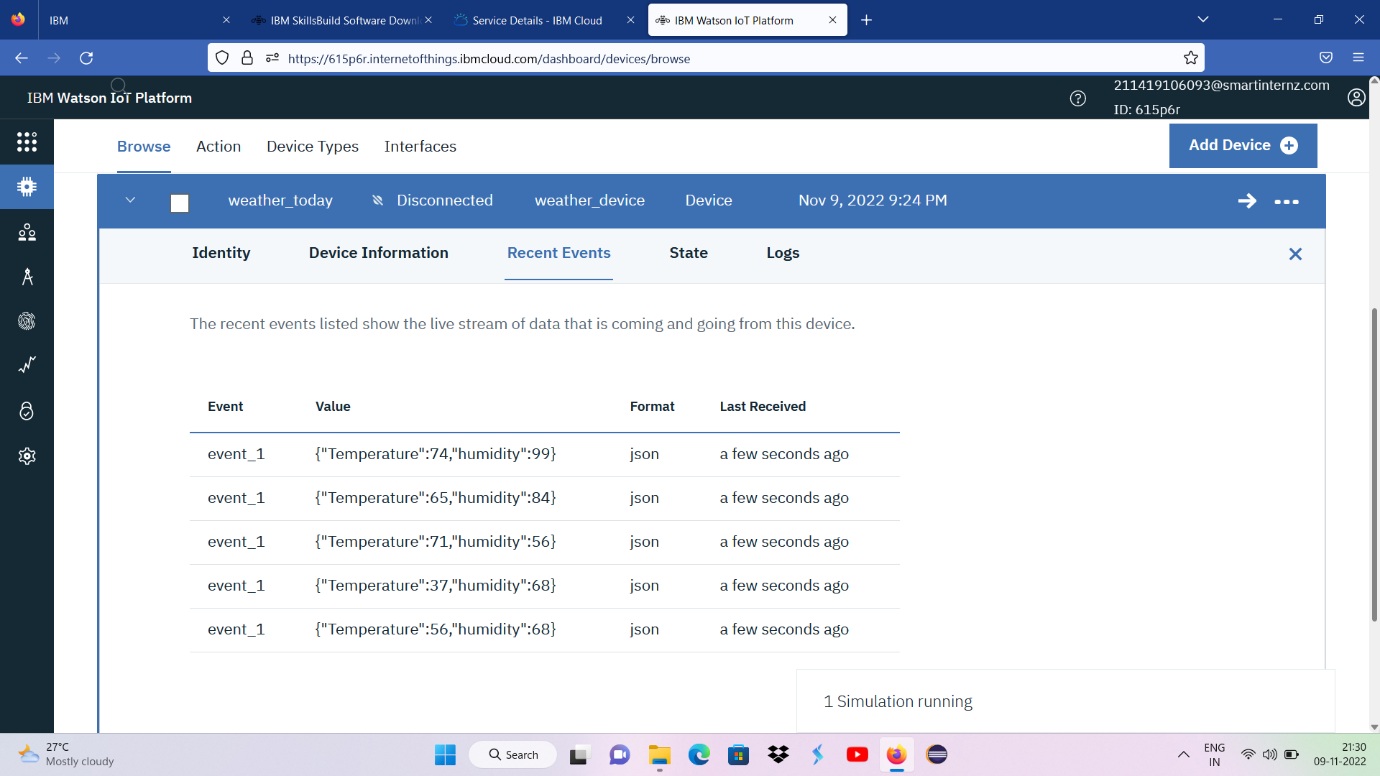 IBM
IBM SkillsBuild Software Downl
Service Details - IBM Cloud
IBM Watson IoT Platform
https://615p6r.internetofthings.ibmcloud.com/dashboard/devices/browse
IBM Watson IoT Platform
211419106093@smartinternz.com
ID: 615p6r
Browse Action Device Types Interfaces
Add Device
weather_today Disconnected weather_device Device Nov 9, 2022 9:24 PM
Identity Device Information Recent Events State Logs
The recent events listed show the live stream of data that is coming and going from this device.
Event Value Format Last Received
event_1 {"Temperature":74,"humidity":99} json a few seconds ago
event_1 {"Temperature":65,"humidity":84} json a few seconds ago
event_1 {"Temperature":71,"humidity":56} json a few seconds ago
event_1 {"Temperature":37,"humidity":68} json a few seconds ago
event_1 {"Temperature":56,"humidity":68} json a few seconds ago
1 Simulation running
27°C
Mostly cloudy
Search
ENG
IN
21:30
09-11-2022